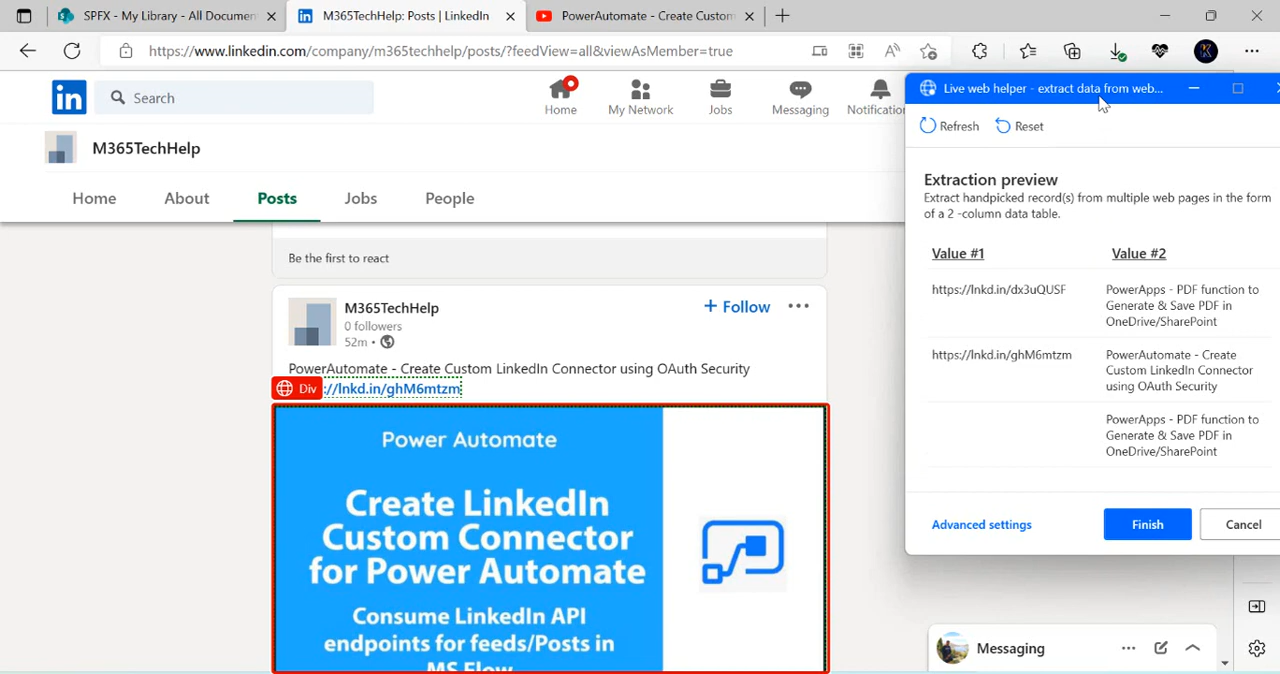 SPFX - My Library - All Documen
M365TechHelp: Posts | LinkedIn
PowerAutomate - Create Custom
https://www.linkedin.com/company/m365techhelp/posts/?feedView=all&viewAsMember=true
in
Search
Home
My Network
Jobs
Messaging
Notification
M365TechHelp
Home
About
Posts
Jobs
People
Be the first to react
M365TechHelp
0 followers
52m •
+ Follow
PowerAutomate - Create Custom LinkedIn Connector using OAuth Security
Div
://lnkd.in/ghM6mtzm
Power Automate
Create LinkedIn
Custom Connector
for Power Automate
Consume LinkedIn API
endpoints for feeds/Posts in
MS Flow
Live web helper - extract data from web...
Refresh
Reset
Extraction preview
Extract handpicked record(s) from multiple web pages in the form
of a 2 -column data table.
Value #1
Value #2
https://lnkd.in/dx3uQUSF
PowerApps - PDF function to
Generate & Save PDF in
OneDrive/SharePoint
https://lnkd.in/ghM6mtzm
PowerAutomate - Create
Custom LinkedIn Connector
using OAuth Security
PowerApps - PDF function to
Generate & Save PDF in
OneDrive/SharePoint
Advanced settings
Finish
Cancel
Messaging